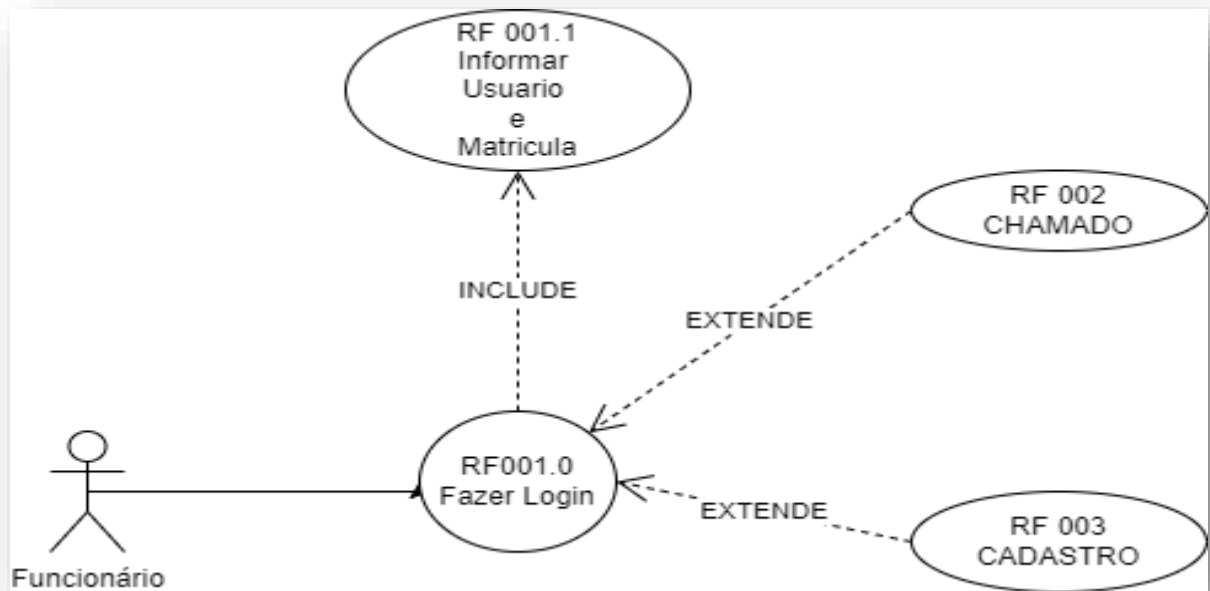 RF 001.1
Informar
Usuario
e
Matricula
RF 002
CHAMADO
INCLUDE
EXTENDE
RF001.0
Fazer Login
EXTENDE
RF 003
CADASTRO
Funcionário